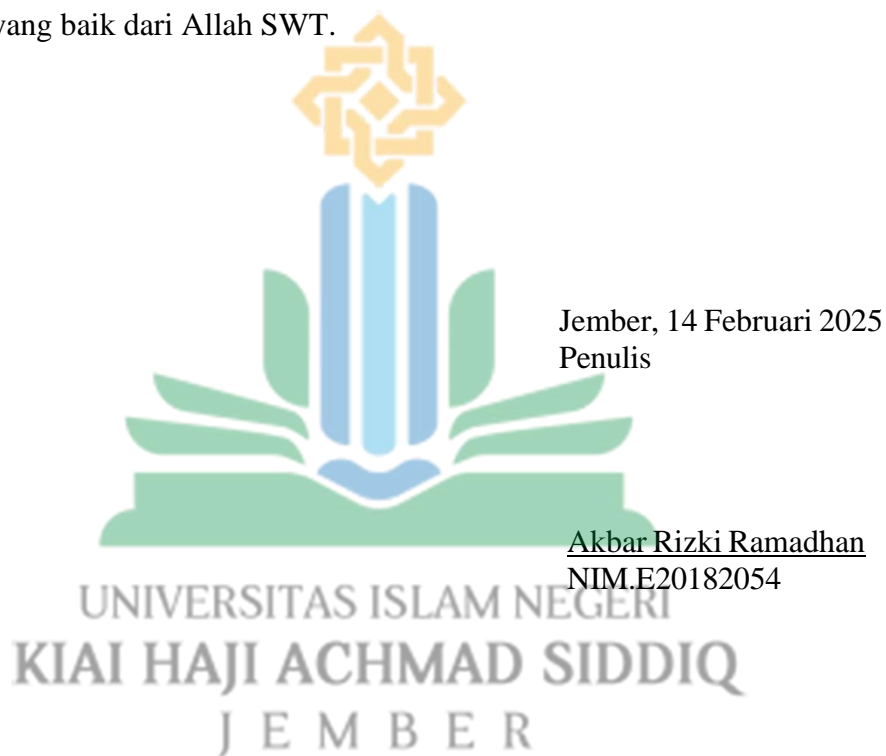 yang baik dari Allah SWT.
Jember, 14 Februari 2025
Penulis
Akbar Rizki Ramadhan
NIM.E20182054
UNIVERSITAS ISLAM NEGERI
KIAI HAJI ACHMAD SIDDIQ
JEMBER